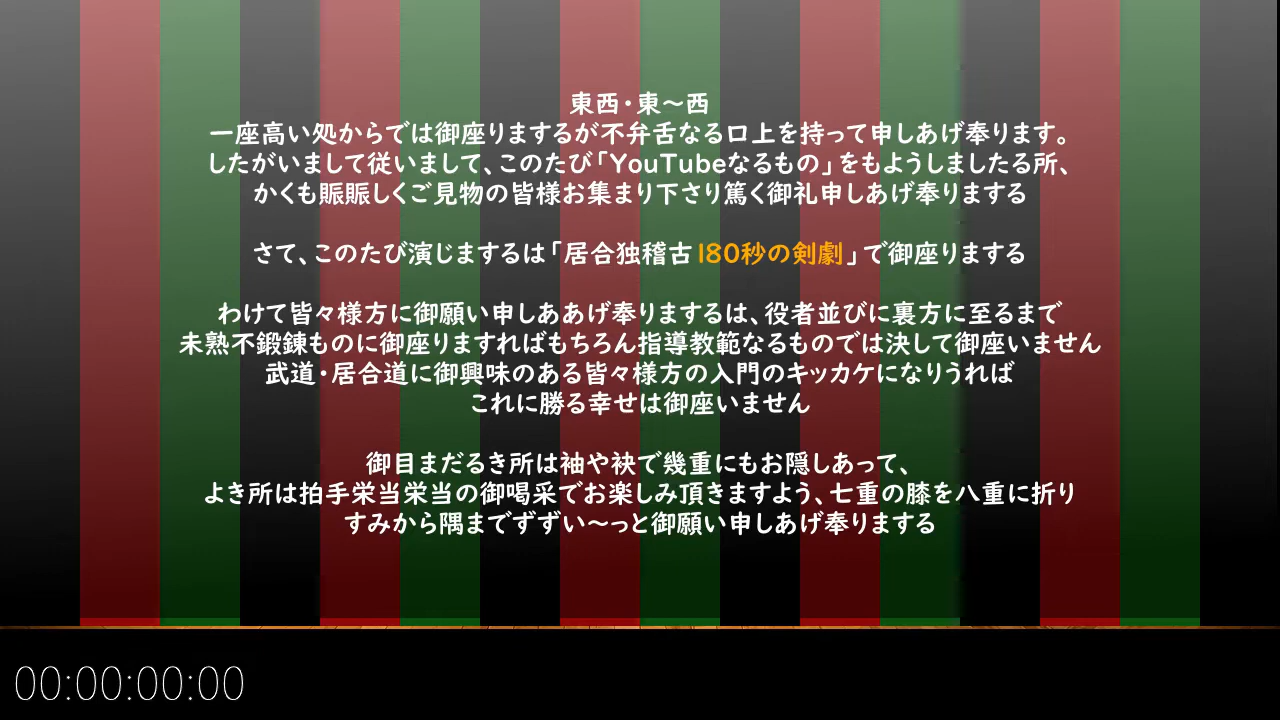 東西・東～西
一座高い処からでは御座りまするが不弁舌なる口上を持って申しあげ奉ります。
したがいまして従いまして、このたび「YouTubeなるもの」をもようしましたる所、
かくも賑賑しくご見物の皆様お集まり下さり篤く御礼申しあげ奉りまする
さて、このたび演じまするは「居合独稽古 180秒の剣劇」で御座りまする
わけて皆々様方に御願い申しああげ奉りまするは、役者並びに裏方に至るまで
未熟不鍛錬ものに御座りますればもちろん指導教範なるものでは決して御座いません
武道・居合道に御興味のある皆々様方の入門のキッカケになりうれば
これに勝る幸せは御座いません
御目まだるき所は袖や袂で幾重にもお隠しあって、
よき所は拍手栄当栄当の御喝采でお楽しみ頂きますよう、七重の膝を八重に折り
すみから隅までずずい～っと御願い申しあげ奉りまする
00:00:00:00